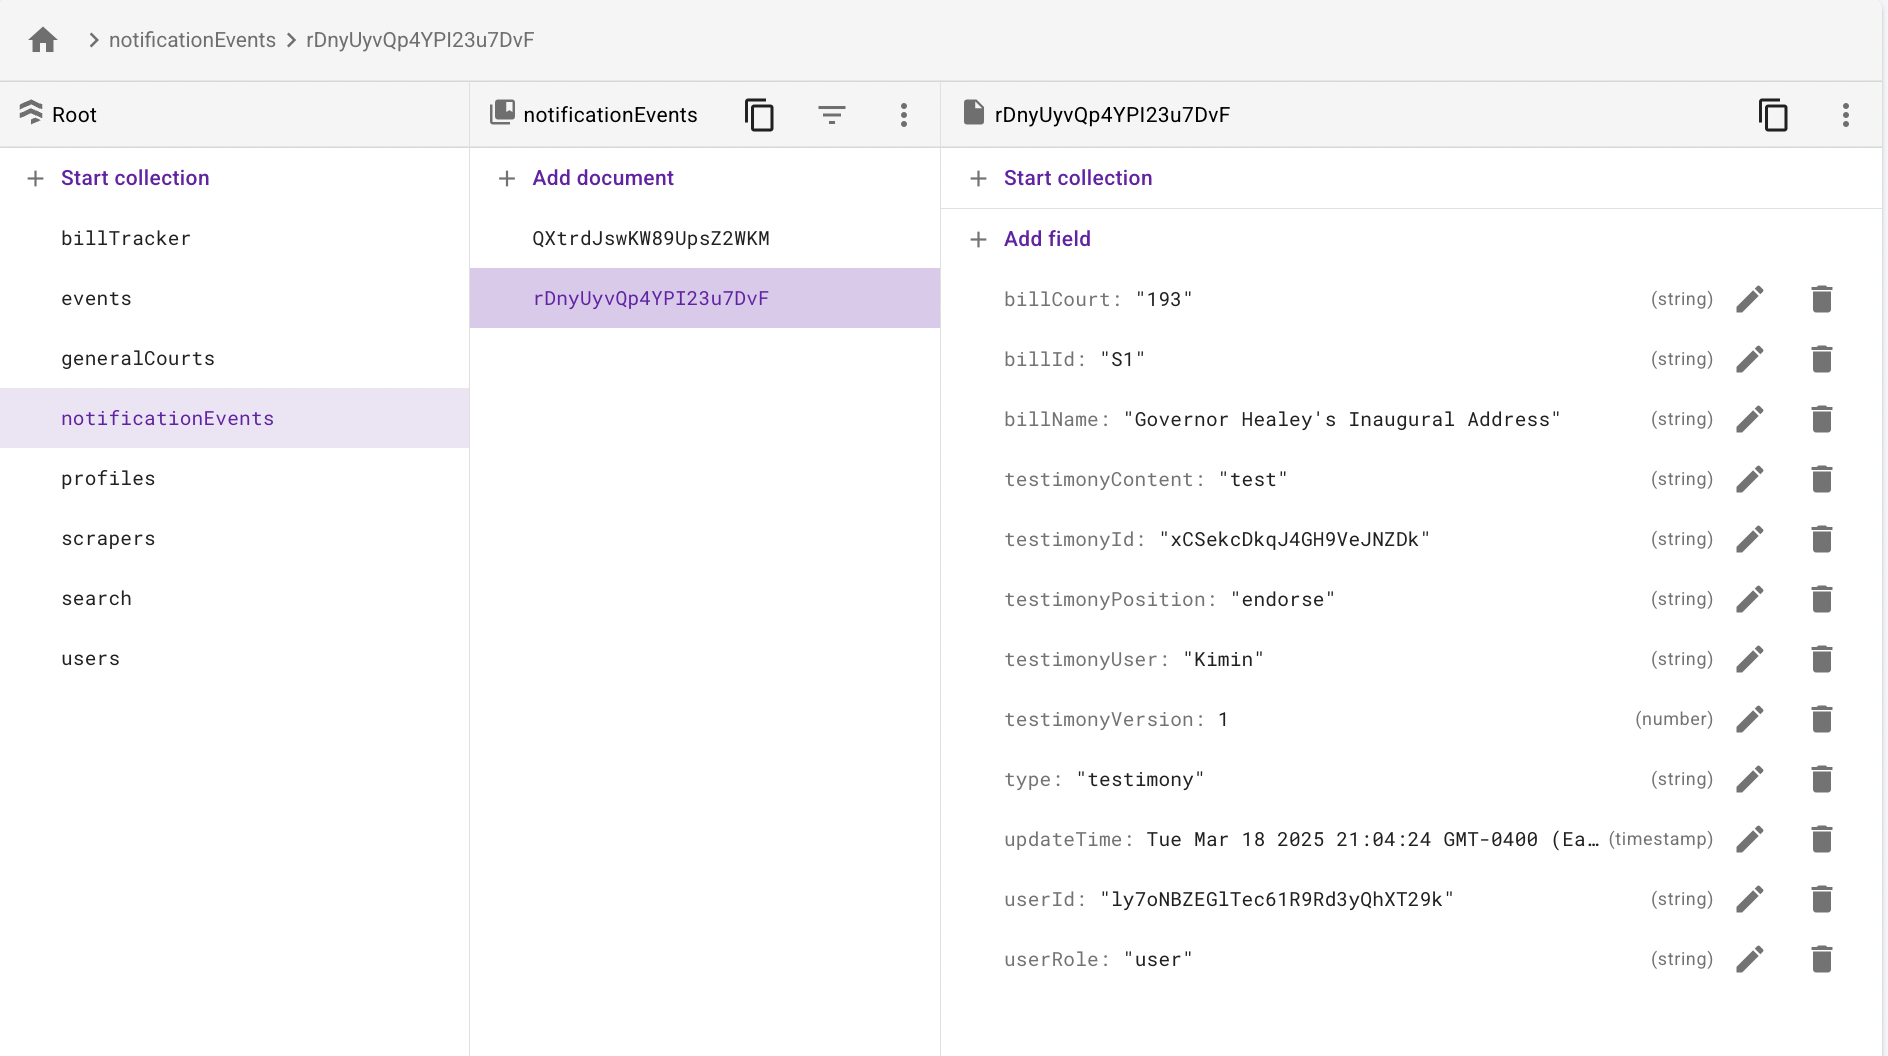 notificationEvents rDnyUyvQp4YPI23u7DvF
Root
Start collection
billTracker
events
generalCourts
notificationEvents
profiles
scrapers
search
users
notificationEvents
Add document
QXtrdJswKW89UpsZ2WKM
rDnyUyvQp4YPI23u7DvF
rDnyUyvQp4YPI23u7DvF
Start collection
Add field
billCourt: "193" (string)
billId: "S1" (string)
billName: "Governor Healey's Inaugural Address" (string)
testimonyContent: "test" (string)
testimonyId: "xCSekcDkqJ4GH9VeJNZDk" (string)
testimonyPosition: "endorse" (string)
testimonyUser: "Kimin" (string)
testimonyVersion: 1 (number)
type: "testimony" (string)
updateTime: Tue Mar 18 2025 21:04:24 GMT-0400 (Ea… (timestamp)
userId: "ly7oNBZEGlTec61R9Rd3yQhXT29k" (string)
userRole: "user" (string)